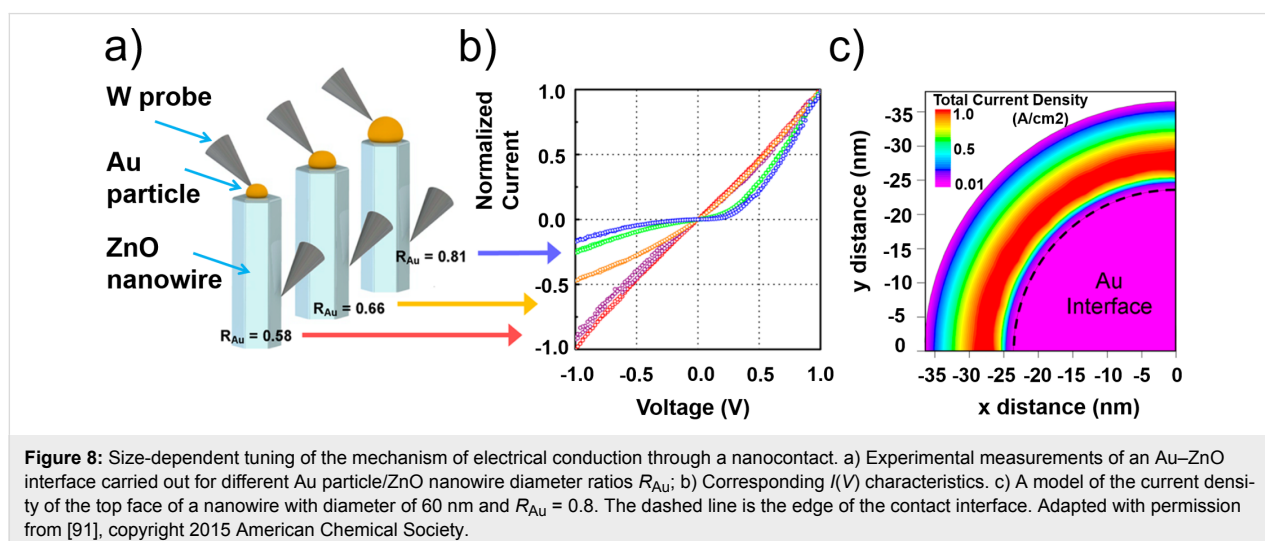 a)
W probe
Au
particle
ZnO
nanowire
R_Au = 0.81
R_Au = 0.66
R_Au = 0.58
b)
Normalized
Current
1.0
0.5
0.0
-0.5
-1.0
-1.0 -0.5 0.0 0.5 1.0
Voltage (V)
c)
Total Current Density
(A/cm2)
1.0
0.5
0.01
y distance (nm)
-35
-30
-25
-20
-15
-10
-5
0
Au
Interface
-35 -30 -25 -20 -15 -10 -5 0
x distance (nm)
Figure 8: Size-dependent tuning of the mechanism of electrical conduction through a nanocontact. a) Experimental measurements of an Au–ZnO
interface carried out for different Au particle/ZnO nanowire diameter ratios R_Au; b) Corresponding I(V) characteristics. c) A model of the current densi-
ty of the top face of a nanowire with diameter of 60 nm and R_Au = 0.8. The dashed line is the edge of the contact interface. Adapted with permission
from [91], copyright 2015 American Chemical Society.